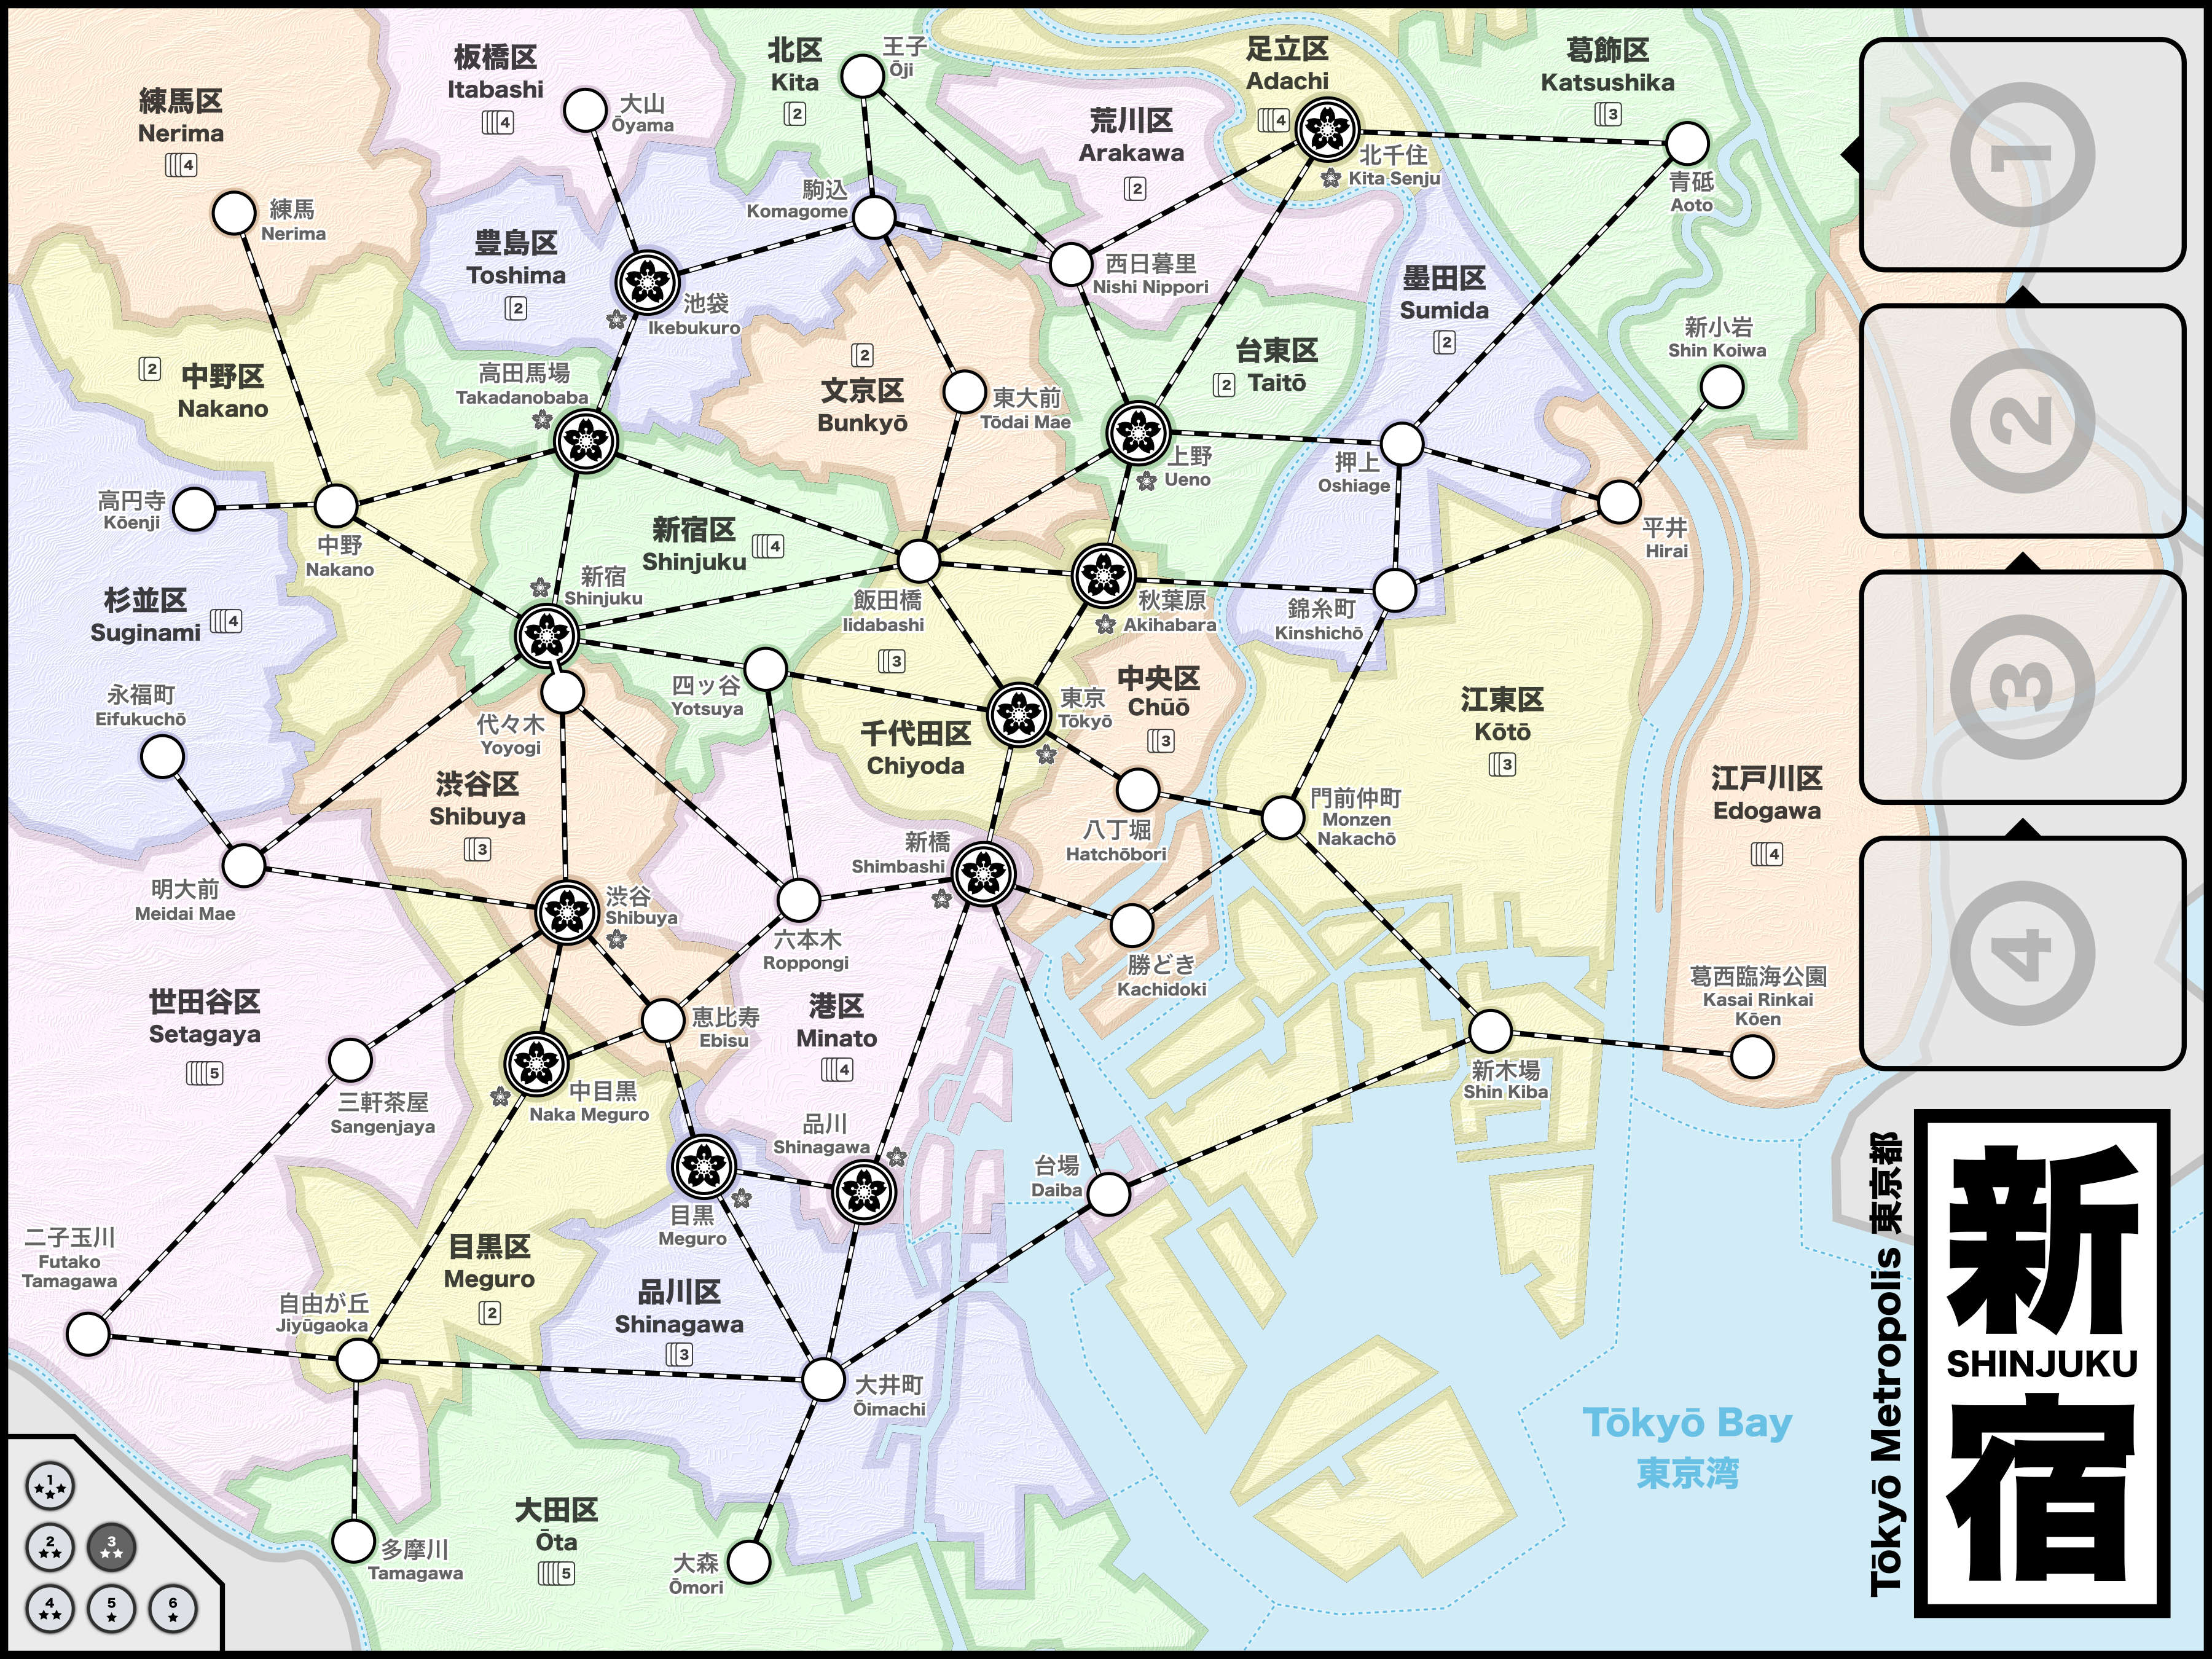 練馬区
Nerima
4
練馬
Nerima
板橋区
Itabashi
4
大山
Ōyama
北区
Kita
2
王子
Ōji
荒川区
Arakawa
2
足立区
Adachi
4
北千住
Kita Senju
葛飾区
Katsushika
3
青砥
Aoto
新小岩
Shin Koiwa
豊島区
Toshima
2
駒込
Komagome
池袋
Ikebukuro
西日暮里
Nishi Nippori
墨田区
Sumida
2
台東区
2
Taitō
2
中野区
Nakano
高田馬場
Takadanobaba
2
文京区
Bunkyō
東大前
Tōdai Mae
上野
Ueno
押上
Oshiage
平井
Hirai
高円寺
Kōenji
中野
Nakano
新宿区
Shinjuku
4
新宿
Shinjuku
飯田橋
Iidabashi
秋葉原
Akihabara
錦糸町
Kinshichō
杉並区
Suginami
4
永福町
Eifukuchō
代々木
Yoyogi
四ッ谷
Yotsuya
3
千代田区
Chiyoda
東京
Tōkyō
中央区
Chūō
3
江東区
Kōtō
3
江戸川区
Edogawa
4
渋谷区
Shibuya
3
明大前
Meidai Mae
渋谷
Shibuya
新橋
Shimbashi
八丁堀
Hatchōbori
門前仲町
Monzen
Nakachō
六本木
Roppongi
勝どき
Kachidoki
葛西臨海公園
Kasai Rinkai
Kōen
世田谷区
Setagaya
5
三軒茶屋
Sangenjaya
恵比寿
Ebisu
中目黒
Naka Meguro
港区
Minato
4
品川
Shinagawa
目黒
Meguro
台場
Daiba
新木場
Shin Kiba
二子玉川
Futako
Tamagawa
自由が丘
Jiyūgaoka
目黒区
Meguro
2
品川区
Shinagawa
3
大井町
Ōimachi
大田区
Ōta
5
多摩川
Tamagawa
大森
Ōmori
Tōkyō Bay
東京湾
1
2
3
4
5
6
1
2
3
4
Tōkyō Metropolis 東京都
新
SHINJUKU
宿